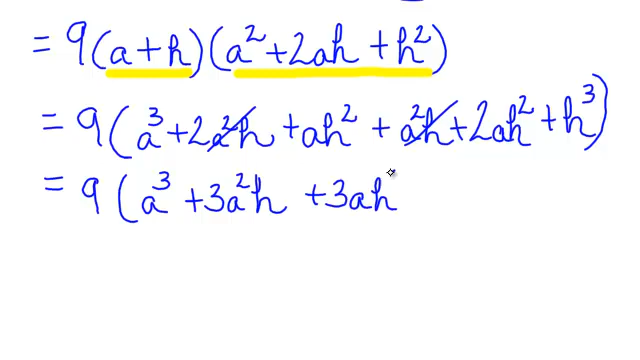 = 9(a+h)(a²+2ah+h²)
= 9(a³+2a²h+ah²+a²h+2ah²+h³)
= 9(a³+3a²h+3ah